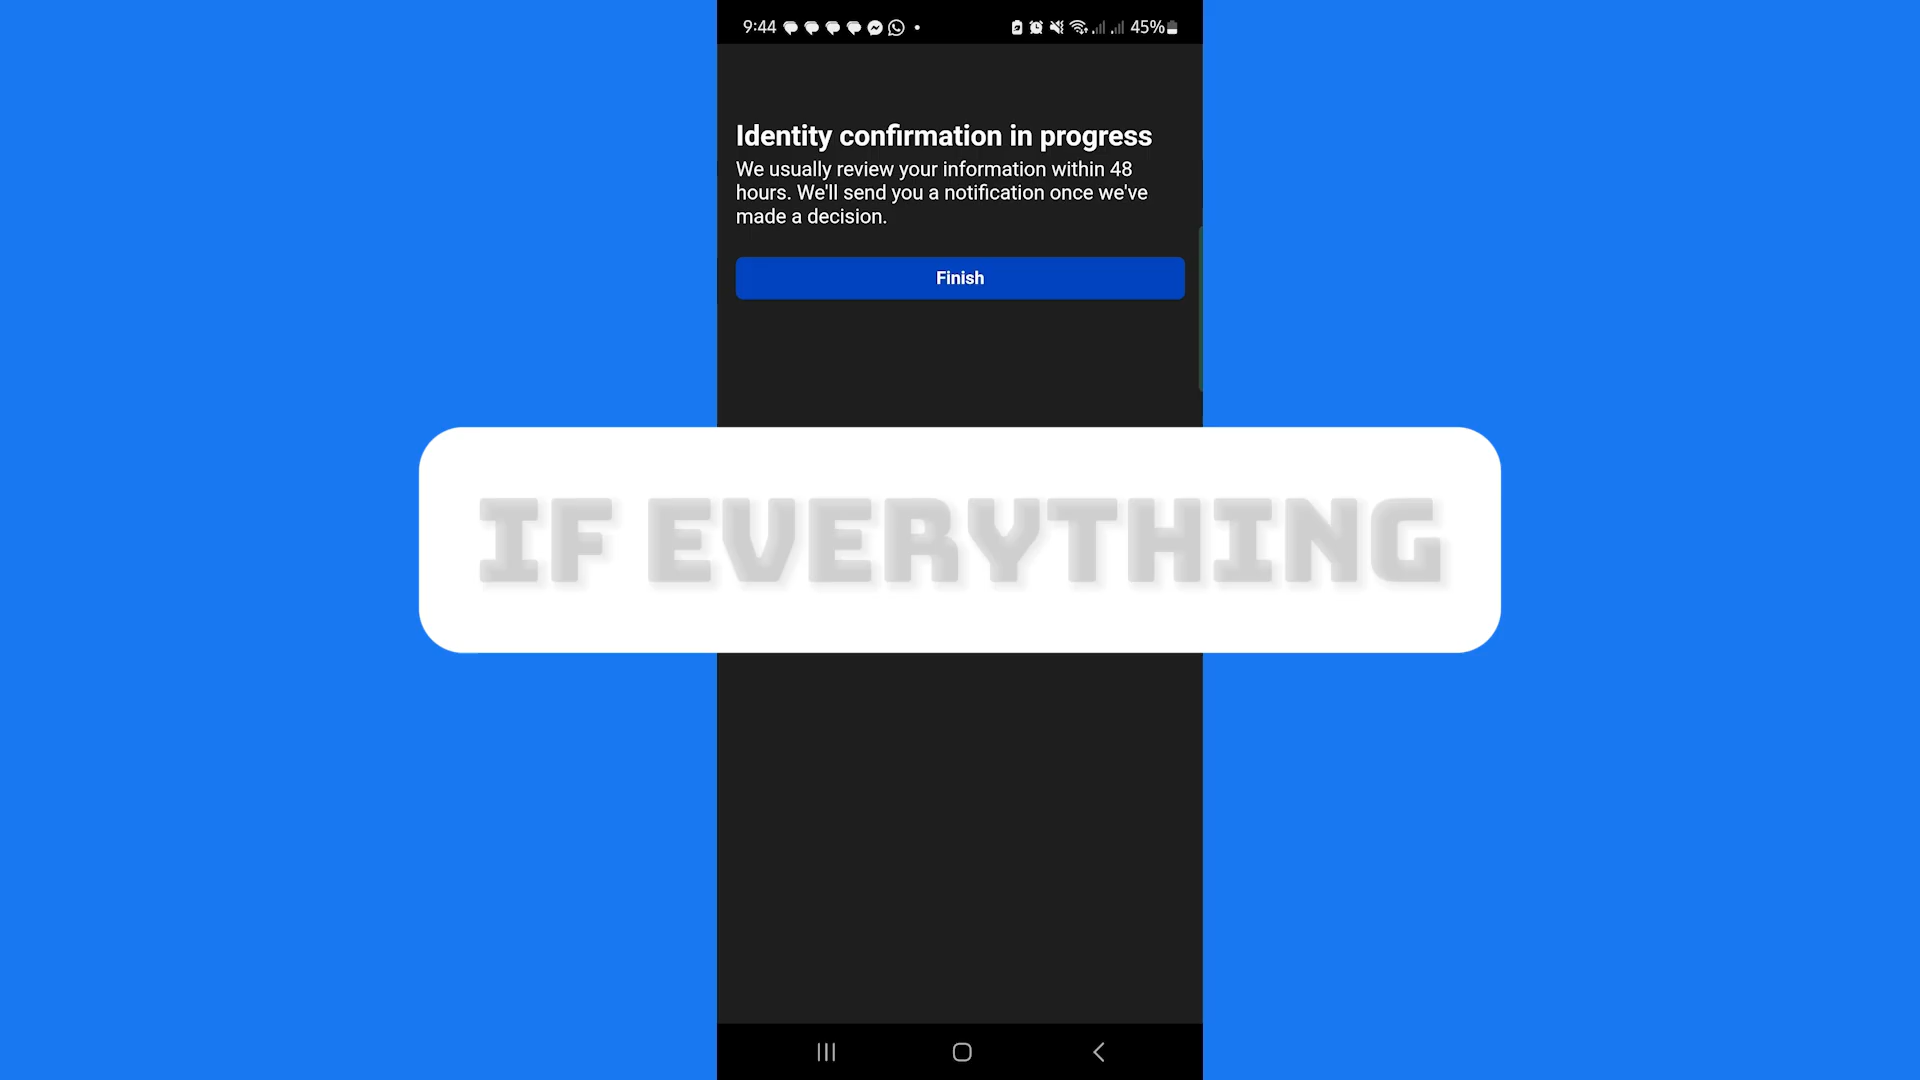 9:44
45%
Identity confirmation in progress
We usually review your information within 48
hours. We'll send you a notification once we've
made a decision.
Finish
IF EVERYTHING